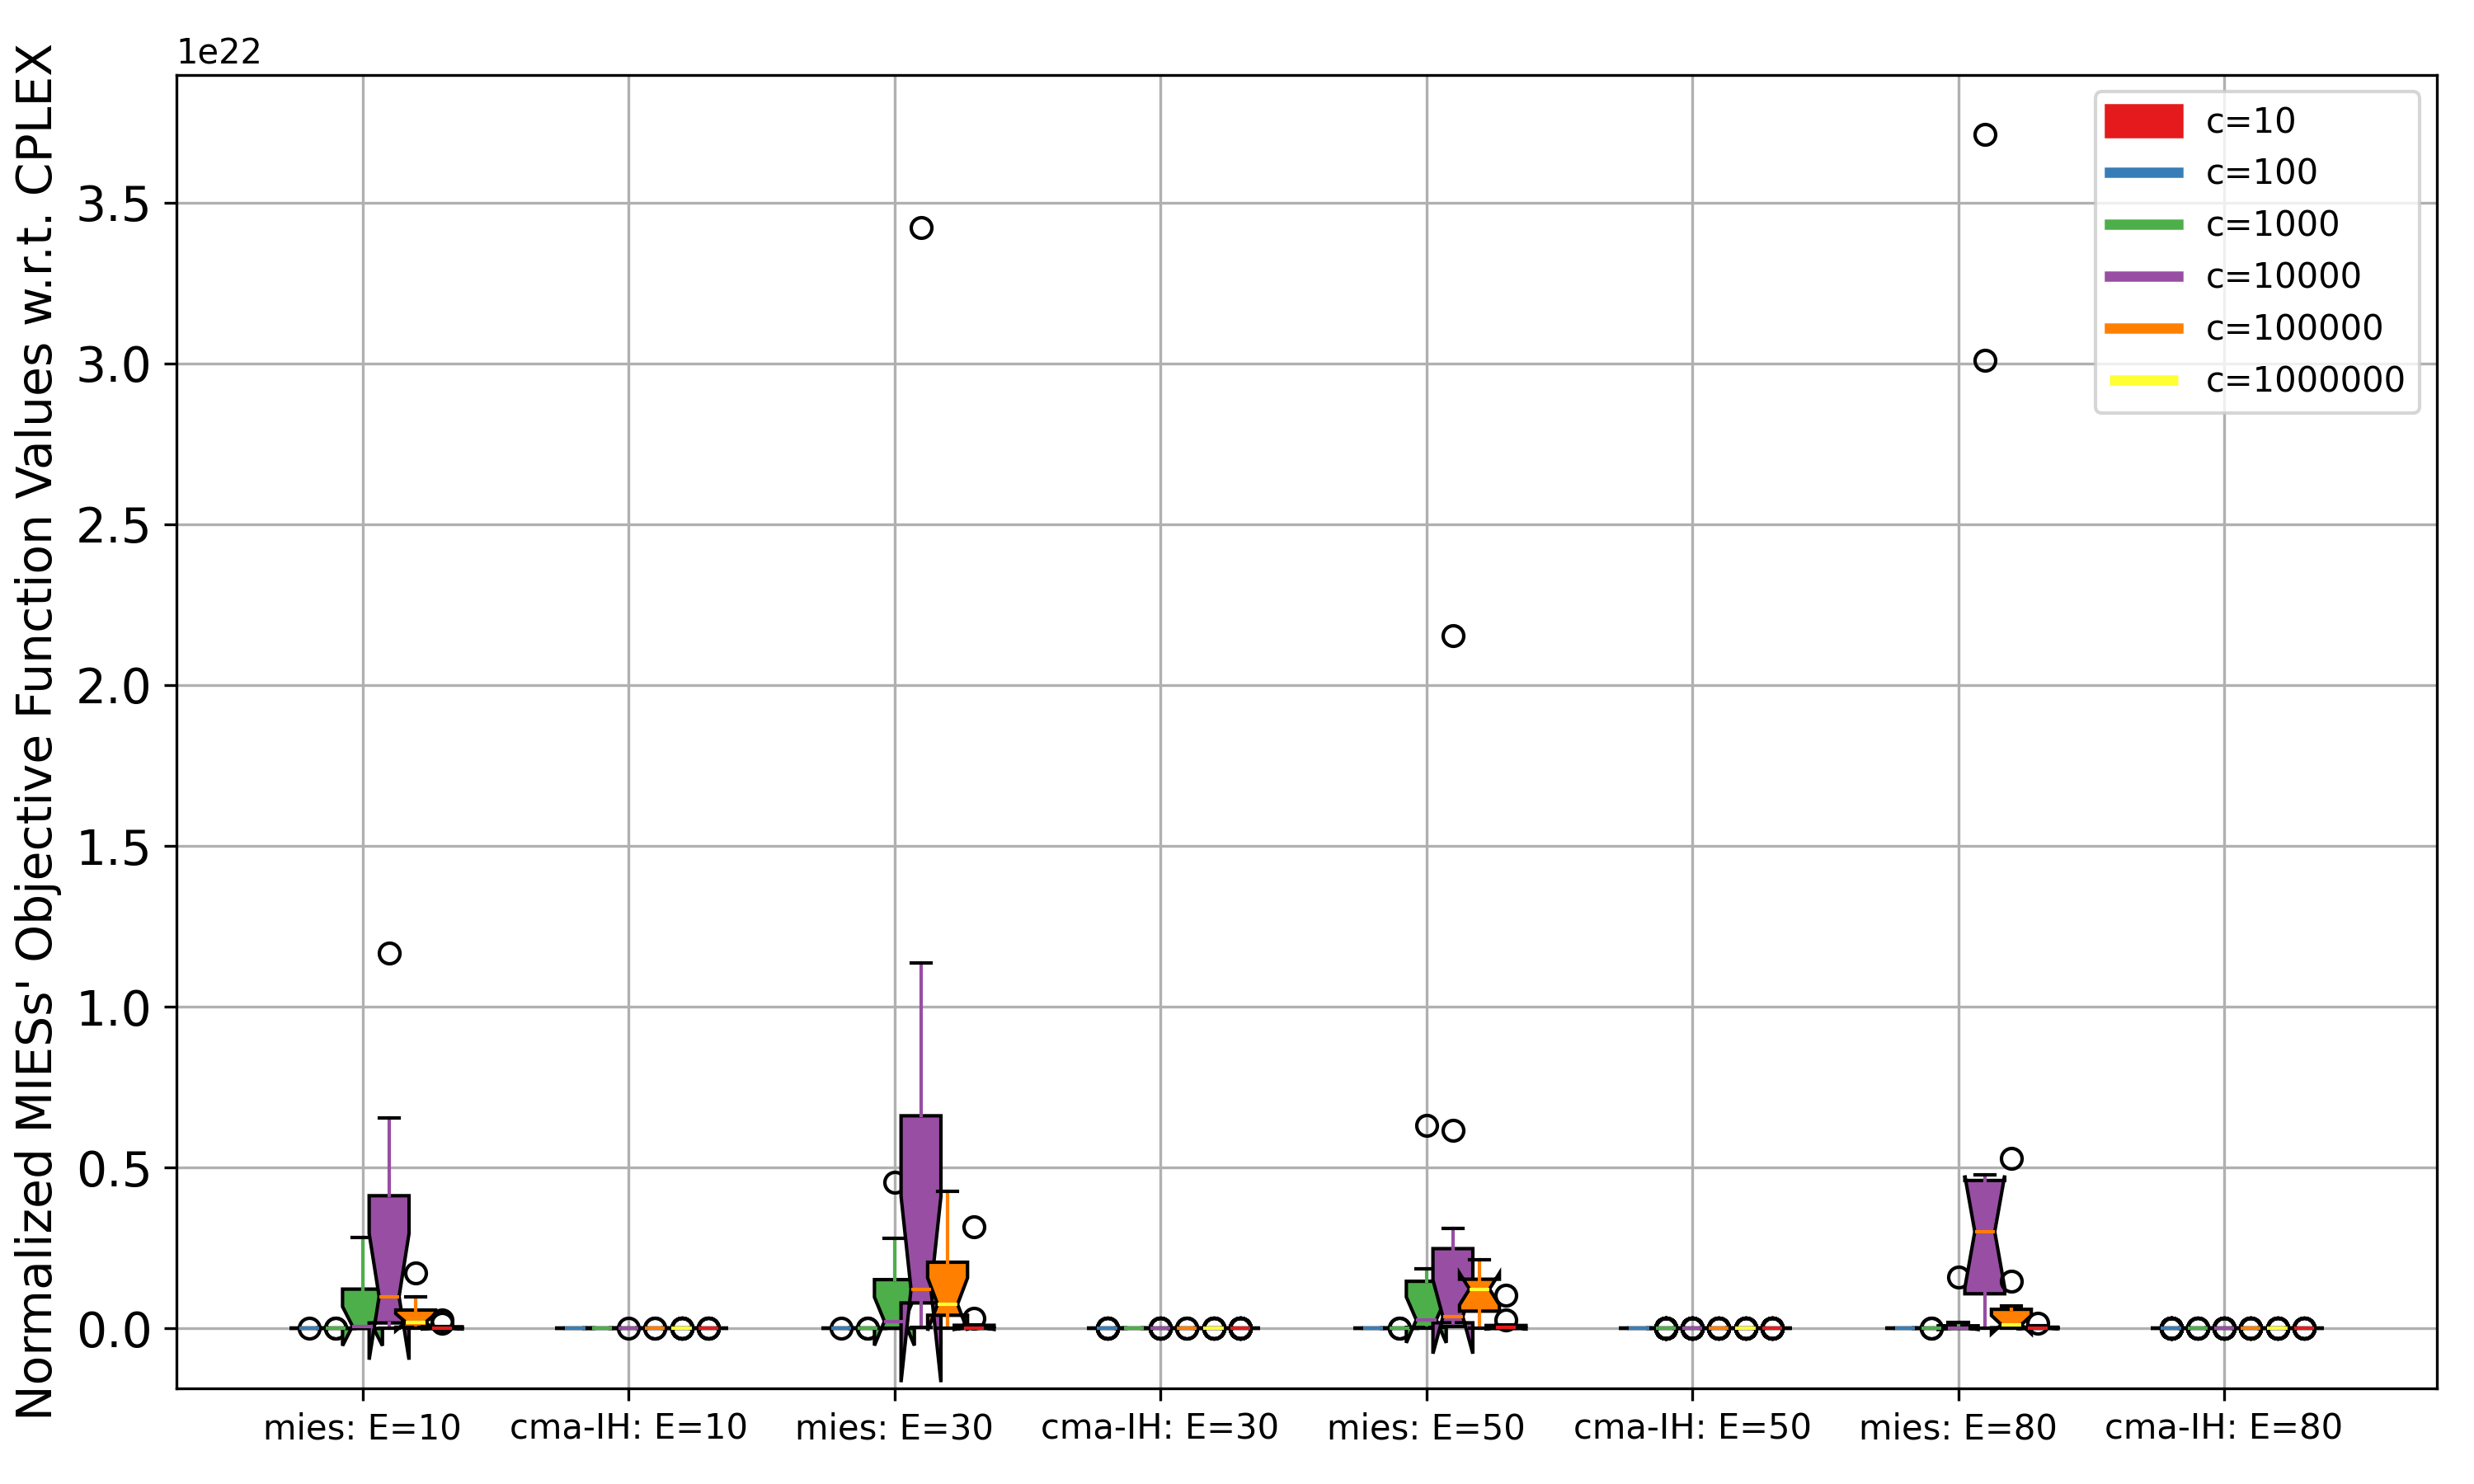 Normalized MIESs' Objective Function Values w.r.t. CPLEX
1e22
3.5
3.0
2.5
2.0
1.5
1.0
0.5
0.0
c=10
c=100
c=1000
c=10000
c=100000
c=1000000
mies: E=10
cma-IH: E=10
mies: E=30
cma-IH: E=30
mies: E=50
cma-IH: E=50
mies: E=80
cma-IH: E=80